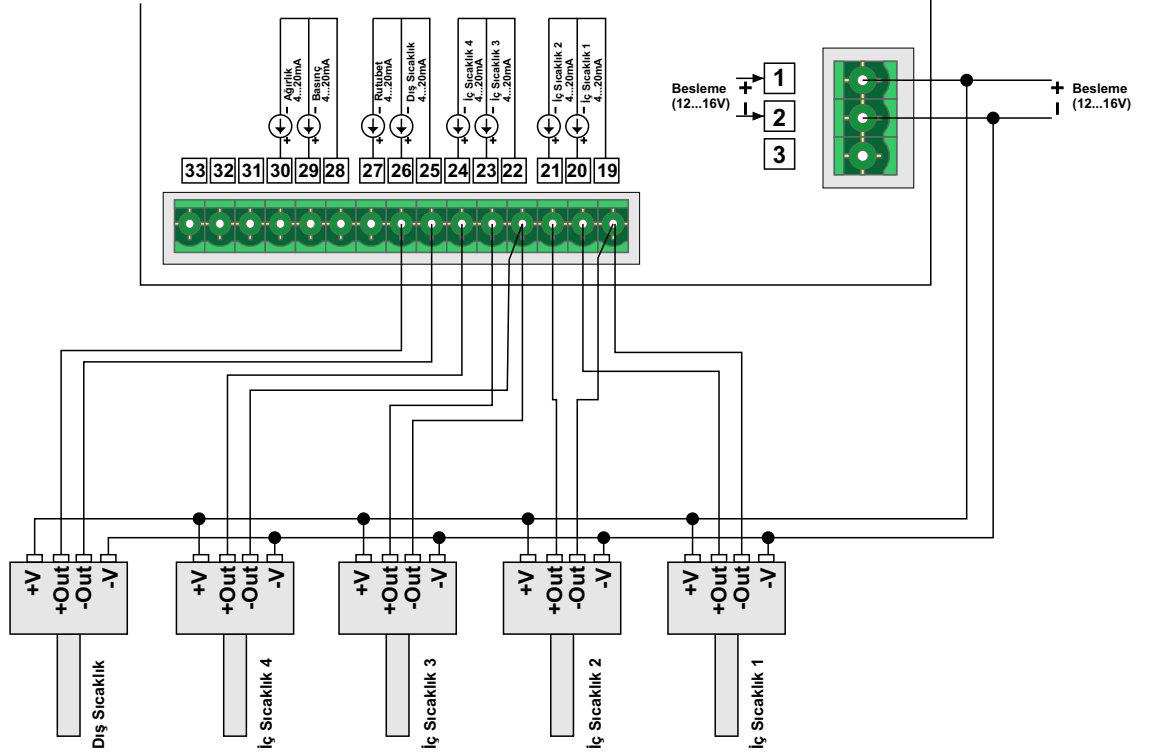 Ağırlık
4...20mA
Basınç
4...20mA
Rutubet
4...20mA
Dış Sıcaklık
4...20mA
İç Sıcaklık 4
4...20mA
İç Sıcaklık 3
4...20mA
İç Sıcaklık 2
4...20mA
İç Sıcaklık 1
4...20mA
- +
- +
- +
- +
- +
- +
- +
- +
33 32 31 30 29 28 27 26 25 24 23 22 21 20 19
Besleme
(12...16V)
+
-
1
2
3
+
-
Besleme
(12...16V)
+V +Out -Out -V
+V +Out -Out -V
+V +Out -Out -V
+V +Out -Out -V
+V +Out -Out -V
Dış Sıcaklık
İç Sıcaklık 4
İç Sıcaklık 3
İç Sıcaklık 2
İç Sıcaklık 1